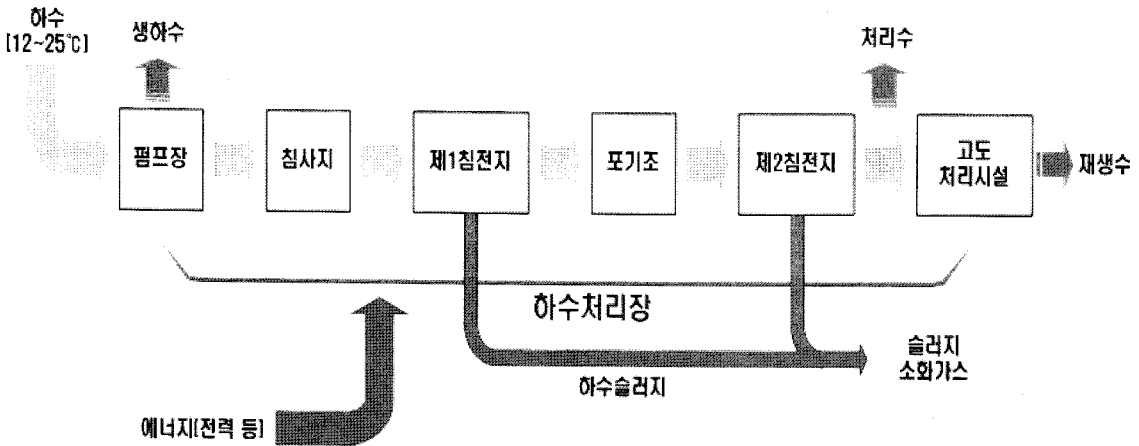 하수
[12~25℃]
생하수
처리수
펌프장
침사지
제1침전지
포기조
제2침전지
고도
처리시설
재생수
하수처리장
하수슬러지
슬러지
소화가스
에너지[전력 등]